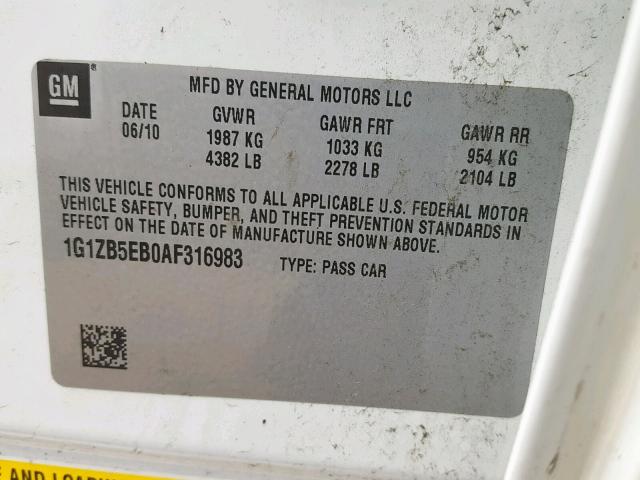 GM®
MFD BY GENERAL MOTORS LLC
DATE GVWR GAWR FRT GAWR RR
06/10 1987 KG 1033 KG 954 KG
4382 LB 2278 LB 2104 LB
THIS VEHICLE CONFORMS TO ALL APPLICABLE U.S. FEDERAL MOTOR
VEHICLE SAFETY, BUMPER, AND THEFT PREVENTION STANDARDS IN
EFFECT ON THE DATE OF MANUFACTURE SHOWN ABOVE.
1G1ZB5EB0AF316983 TYPE: PASS CAR
AND